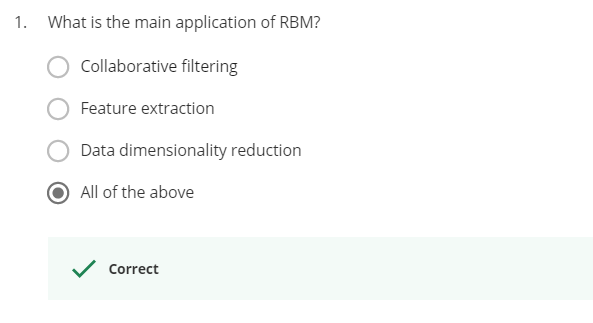 1. What is the main application of RBM?
Collaborative filtering
Feature extraction
Data dimensionality reduction
All of the above
Correct